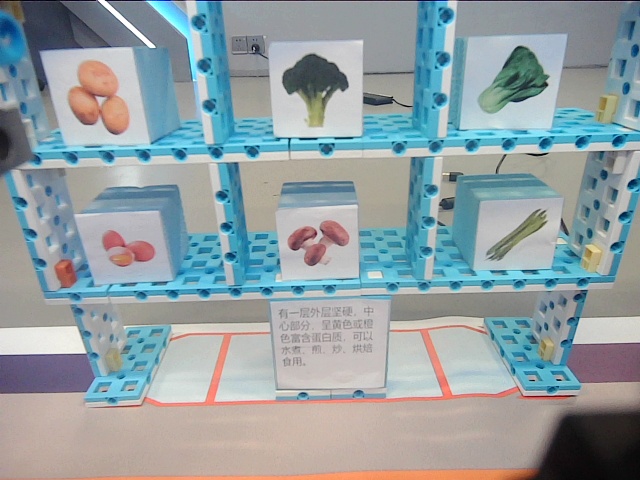 有一层外层坚硬，中
心部分，呈黄色或橙
色富含蛋白质，可以
水煮、煎、炒、烘焙
食用。